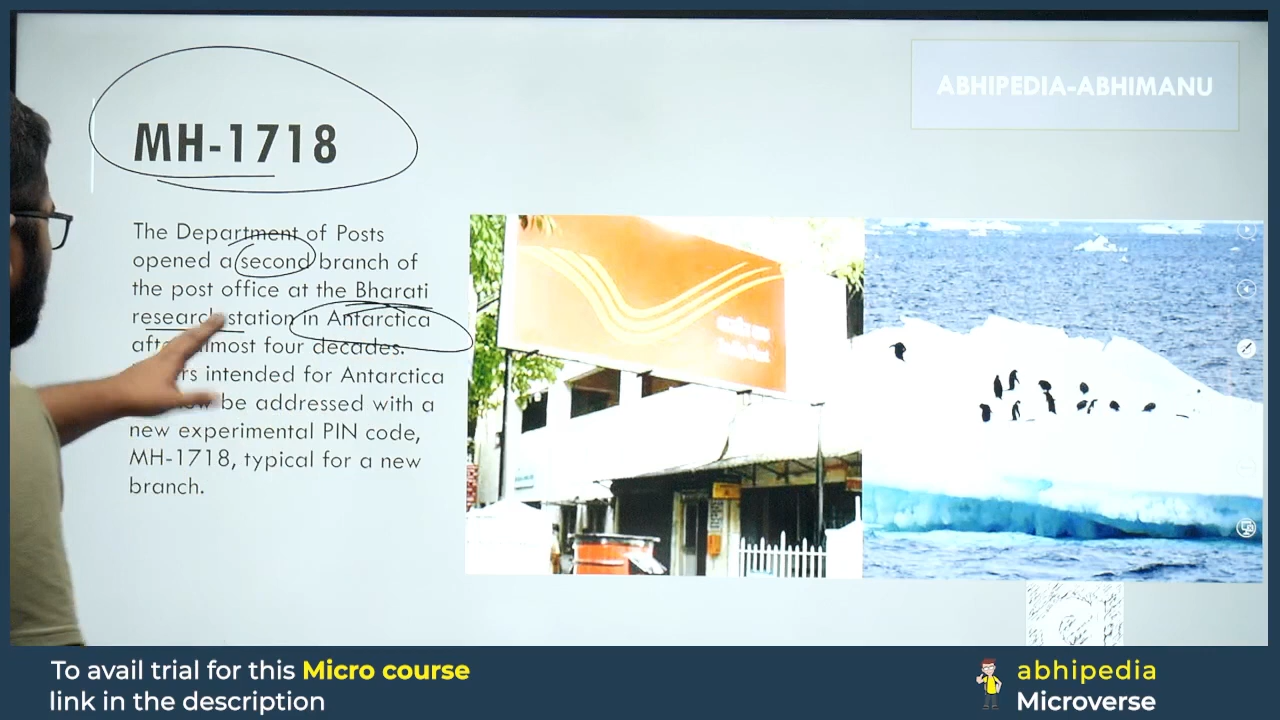 ABHIPEDIA-ABHIMANU
MH-1718
The Department of Posts
opened a second branch of
the post office at the Bharati
research station in Antarctica
almost four decades.
intended for Antarctica
be addressed with a
new experimental PIN code,
MH-1718, typical for a new
branch.
To avail trial for this Micro course
link in the description
abhipedia
Microverse